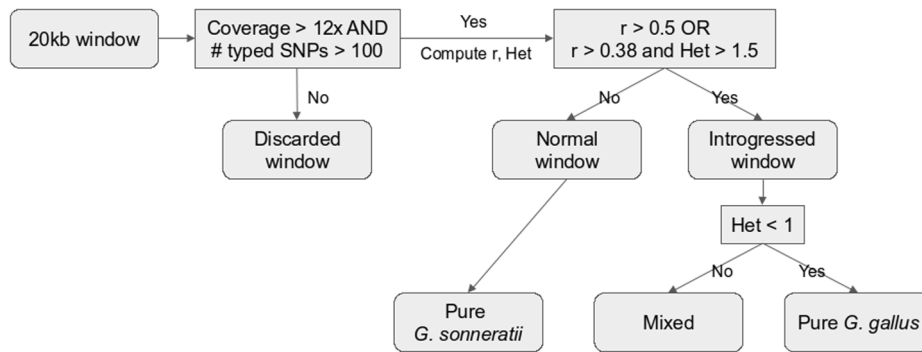 20kb window
Coverage > 12x AND
# typed SNPs > 100
Yes
Compute r, Het
r > 0.5 OR
r > 0.38 and Het > 1.5
No
No
Yes
Discarded
window
Normal
window
Introgressed
window
Het < 1
No
Yes
Pure
G. sonneratii
Mixed
Pure G. gallus